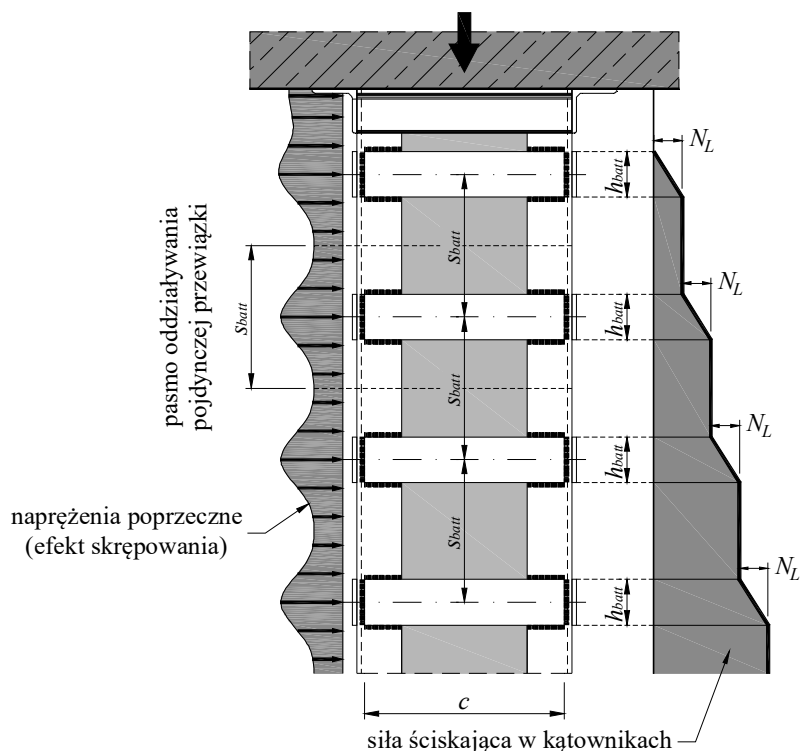 N_L
h_batt
s_batt
N_L
h_batt
pasmo oddziaływania
pojdynczej przewiązki
s_batt
s_batt
N_L
h_batt
naprężenia poprzeczne
(efekt skrępowania)
s_batt
N_L
h_batt
c
siła ściskająca w kątownikach